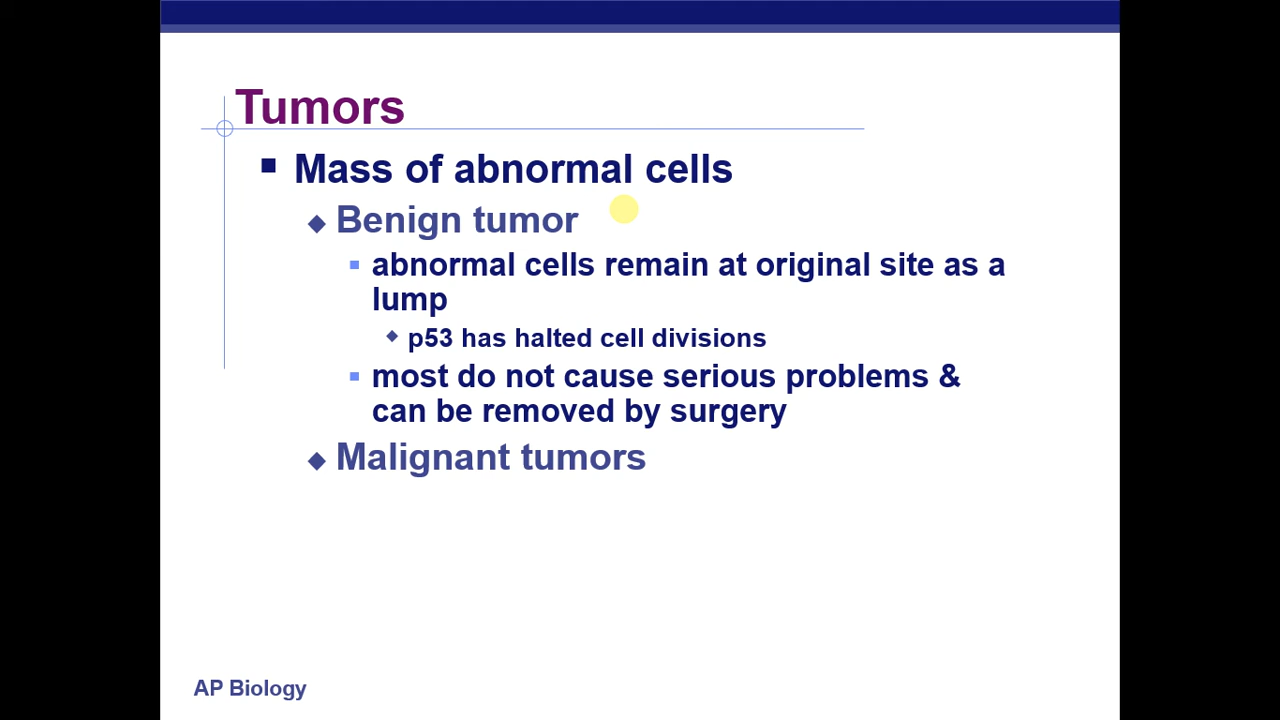 Tumors
Mass of abnormal cells
Benign tumor
abnormal cells remain at original site as a
lump
p53 has halted cell divisions
most do not cause serious problems &
can be removed by surgery
Malignant tumors
AP Biology